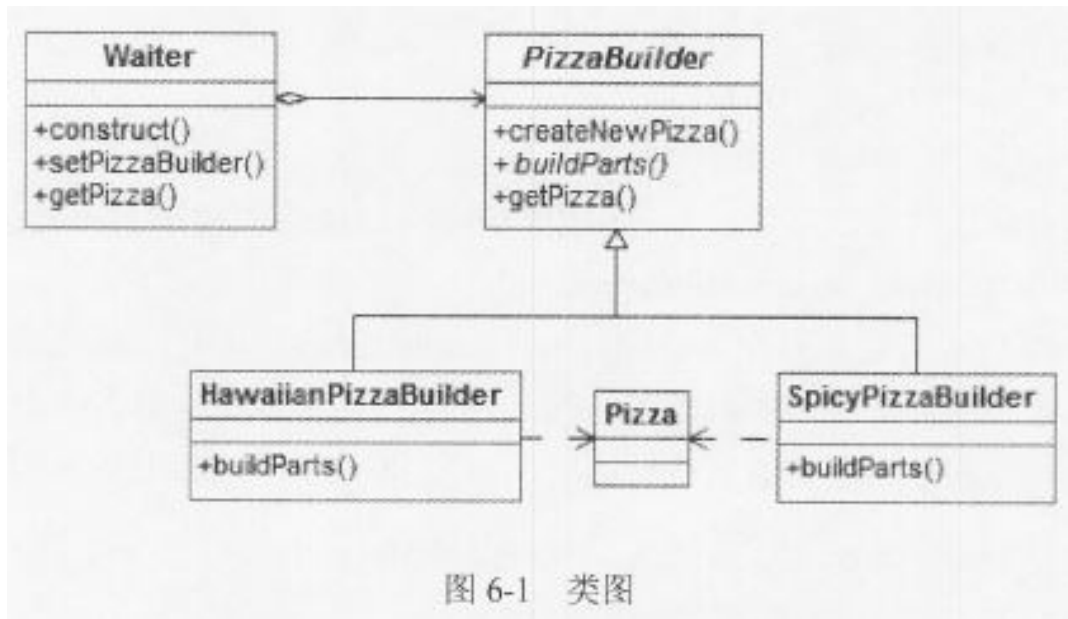 Waiter
+construct()
+setPizzaBuilder()
+getPizza()
PizzaBuilder
+createNewPizza()
+ buildParts()
+getPizza()
HawaiianPizzaBuilder
+buildParts()
Pizza
SpicyPizzaBuilder
+buildParts()
图 6-1 类图